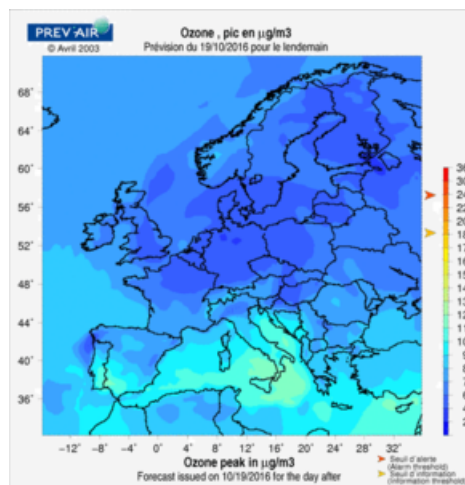 PREV'AIR
© Avril 2003
Ozone , pic en µg/m3
Prévision du 19/10/2016 pour le lendemain
68°
64°
60°
56°
52°
48°
44°
40°
36°
−12° −8° −4° 0° 4° 8° 12° 16° 20° 24° 28° 32°
Ozone peak in µg/m3
Forecast issued on 10/19/2016 for the day after
Seuil d'alerte
(Alarm threshold)
Seuil d'information
(Information threshold)